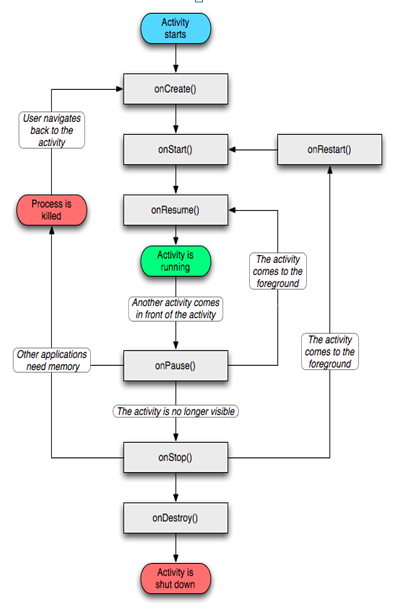 Activity
starts
onCreate()
User navigates
back to the
activity
onStart()
onRestart()
Process is
killed
onResume()
Activity is
running
The activity
comes to the
foreground
Another activity comes
in front of the activity
The activity
comes to the
foreground
Other applications
need memory
onPause()
The activity is no longer visible
onStop()
onDestroy()
Activity is
shut down